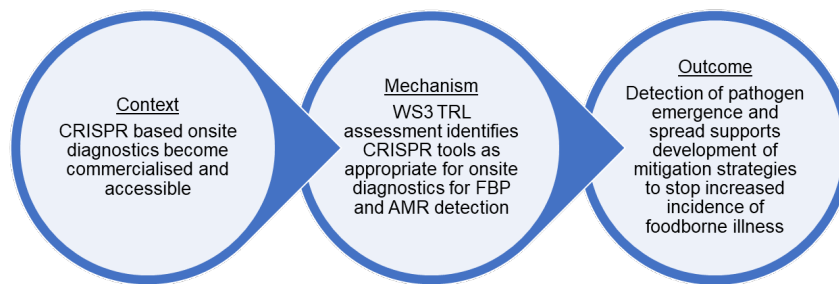 Context
CRISPR based onsite
diagnostics become
commercialised and
accessible
Mechanism
WS3 TRL
assessment identifies
CRISPR tools as
appropriate for onsite
diagnostics for FBP
and AMR detection
Outcome
Detection of pathogen
emergence and
spread supports
development of
mitigation strategies
to stop increased
incidence of
foodborne illness